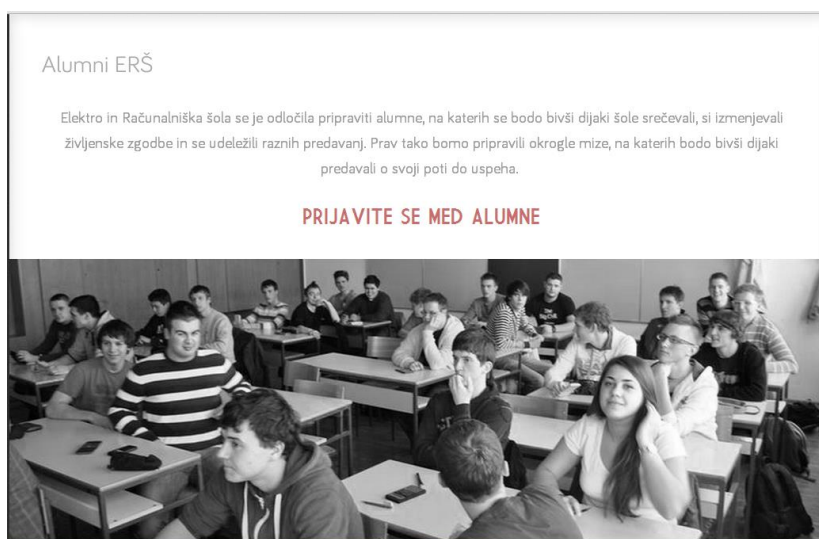 Alumni ERŠ
Elektro in Računalniška šola se je odločila pripraviti alumne, na katerih se bodo bivši dijaki šole srečevali, si izmenjevali
življenske zgodbe in se udeležili raznih predavanj. Prav tako bomo pripravili okrogle mize, na katerih bodo bivši dijaki
predavali o svoji poti do uspeha.
PRIJAVITE SE MED ALUMNE